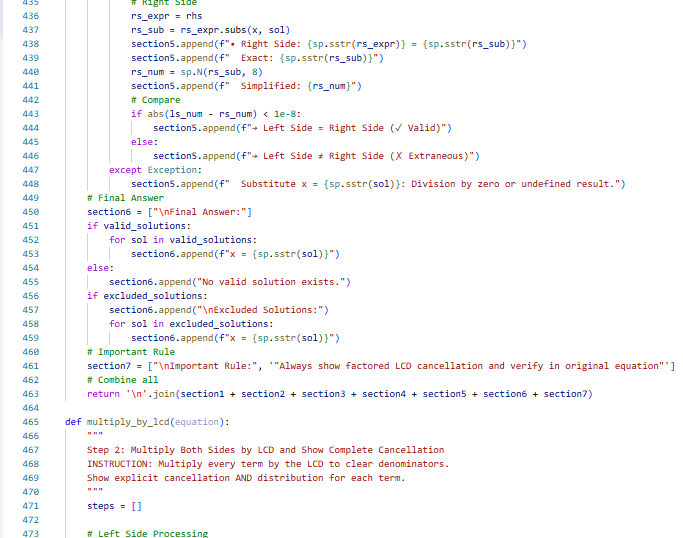 435 # Right Side
436 rs_expr = rhs
437 rs_sub = rs_expr.subs(x, sol)
438 section5.append(f"• Right Side: {sp.sstr(rs_expr)} = {sp.sstr(rs_sub)}")
439 section5.append(f"  Exact: {sp.sstr(rs_sub)}")
440 rs_num = sp.N(rs_sub, 8)
441 section5.append(f"  Simplified: {rs_num}")
442 # Compare
443 if abs(ls_num - rs_num) < 1e-8:
444 section5.append(f"→ Left Side = Right Side (✓ Valid)")
445 else:
446 section5.append(f"→ Left Side ≠ Right Side (✗ Extraneous)")
447 except Exception:
448 section5.append(f"  Substitute x = {sp.sstr(sol)}: Division by zero or undefined result.")
449 # Final Answer
450 section6 = ["\nFinal Answer:"]
451 if valid_solutions:
452 for sol in valid_solutions:
453 section6.append(f"x = {sp.sstr(sol)}")
454 else:
455 section6.append("No valid solution exists.")
456 if excluded_solutions:
457 section6.append("\nExcluded Solutions:")
458 for sol in excluded_solutions:
459 section6.append(f"x = {sp.sstr(sol)}")
460 # Important Rule
461 section7 = ["\nImportant Rule:", '"Always show factored LCD cancellation and verify in original equation"']
462 # Combine all
463 return '\n'.join(section1 + section2 + section3 + section4 + section5 + section6 + section7)
464
465 def multiply_by_lcd(equation):
466 """
467 Step 2: Multiply Both Sides by LCD and Show Complete Cancellation
468 INSTRUCTION: Multiply every term by the LCD to clear denominators.
469 Show explicit cancellation AND distribution for each term.
470 """
471 steps = []
472
473 # Left Side Processing